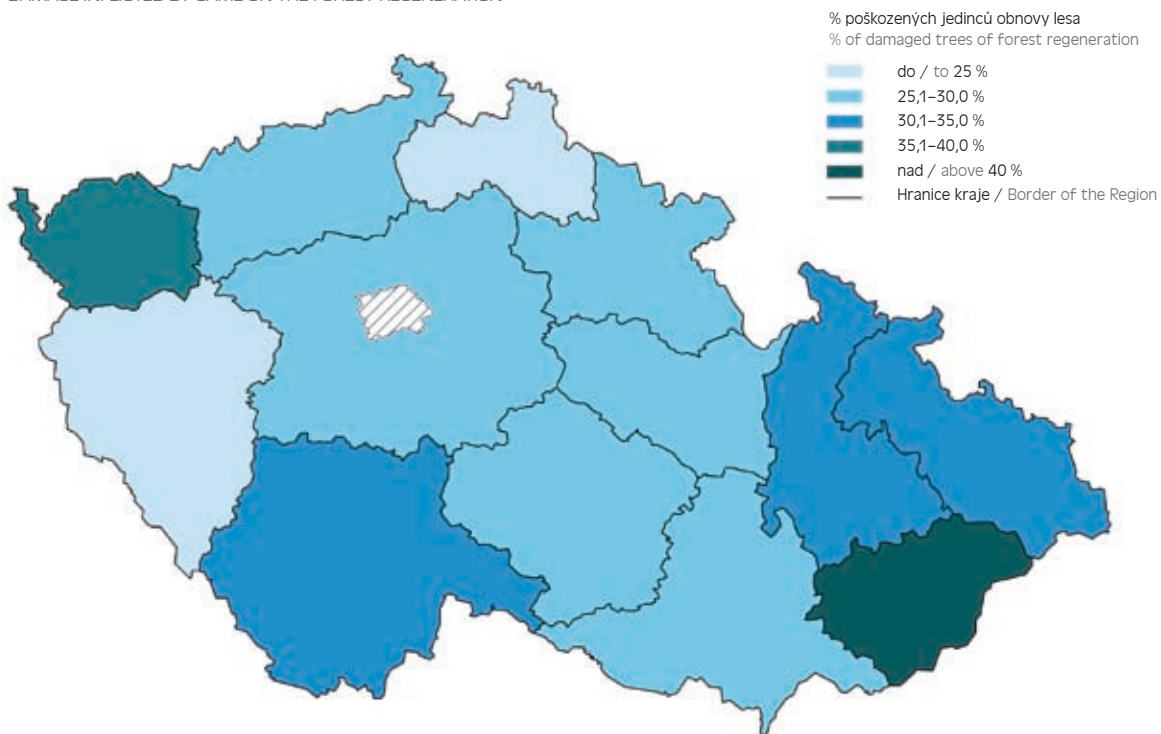 % poškozených jedinců obnovy lesa
% of damaged trees of forest regeneration
do / to 25 %
25,1–30,0 %
30,1–35,0 %
35,1–40,0 %
nad / above 40 %
Hranice kraje / Border of the Region